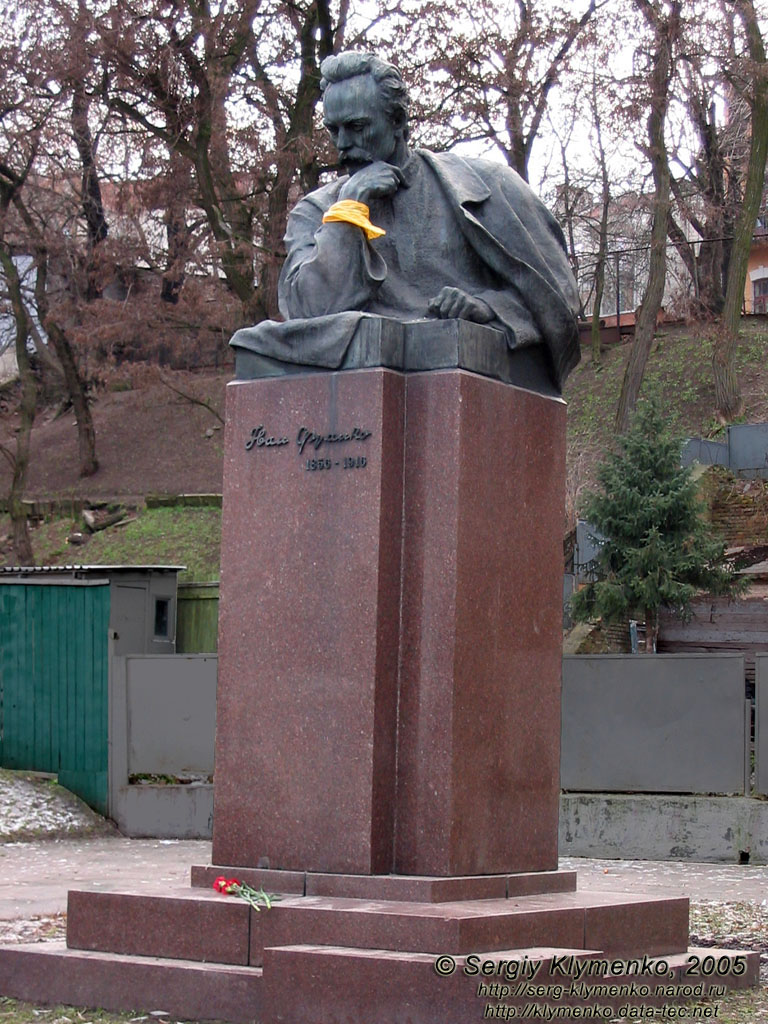 Іван Франко
1856 - 1916
© Sergiy Klymenko, 2005
http://serg-klymenko.narod.ru
http://klymenko.data-tec.net